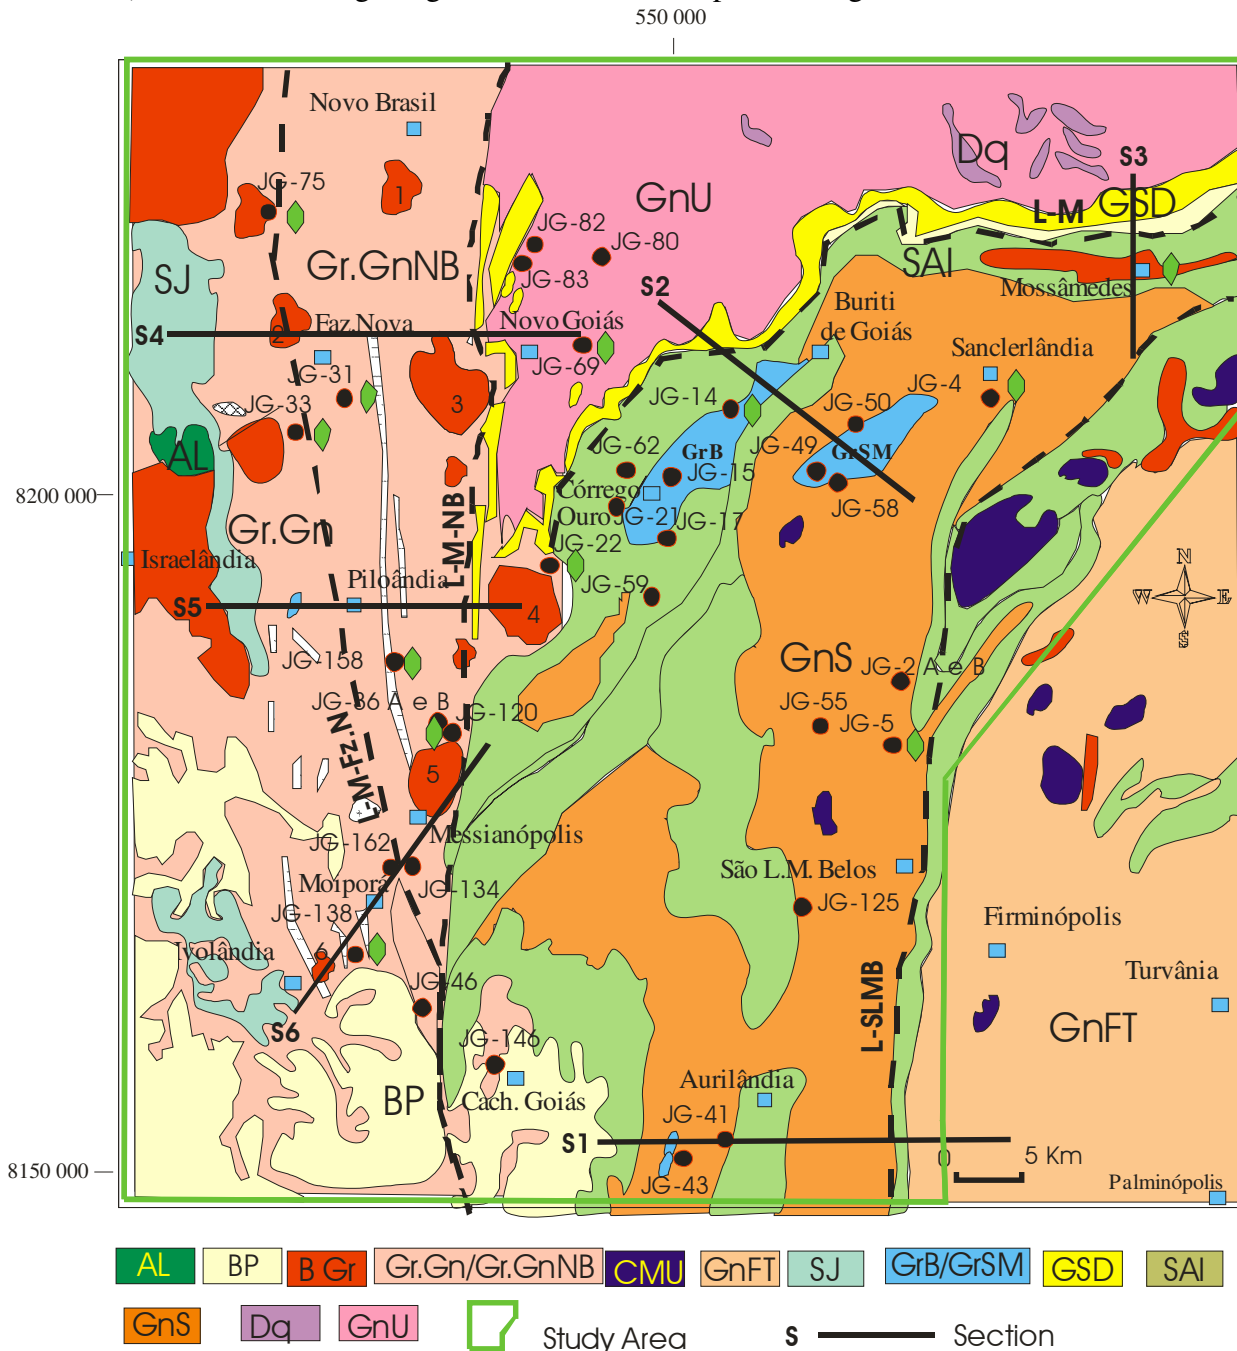 550 000
Novo Brasil
Dq
S3
JG-75
1
GnU
L-M
GSD
JG-82
JG-80
SJ
Gr.GnNB
JG-83
SAI
S2
Mossâmedes
Buriti
de Goiás
S4
2
Faz.Nova
Novo Goiás
Sanclerlândia
JG-69
JG-31
JG-4
JG-33
3
JG-14
JG-50
JG-49
AL
JG-62
GrB
GrSM
JG-15
8200 000
Córrego
JG-58
Ouro
JG-21
JG-17
Gr.Gn
L-M-NB
JG-22
N
Israelândia
Piloândia
JG-59
W
E
S5
4
S
JG-158
GnS
JG-2 A e B
JG-86 A e B
JG-120
JG-55
JG-5
L-M-Fz.N
5
Messianópolis
JG-162
São L.M. Belos
Moiporá
JG-134
JG-125
JG-138
Firminópolis
Ivolândia
6
Turvânia
JG-46
L-SLMB
GnFT
S6
JG-146
Aurilândia
BP
Cach. Goiás
JG-41
S1
0
5 Km
8150 000
JG-43
Palminópolis
AL
BP
B Gr
Gr.Gn/Gr.GnNB
CMU
GnFT
SJ
GrB/GrSM
GSD
SAI
GnS
Dq
GnU
Study Area
S
Section